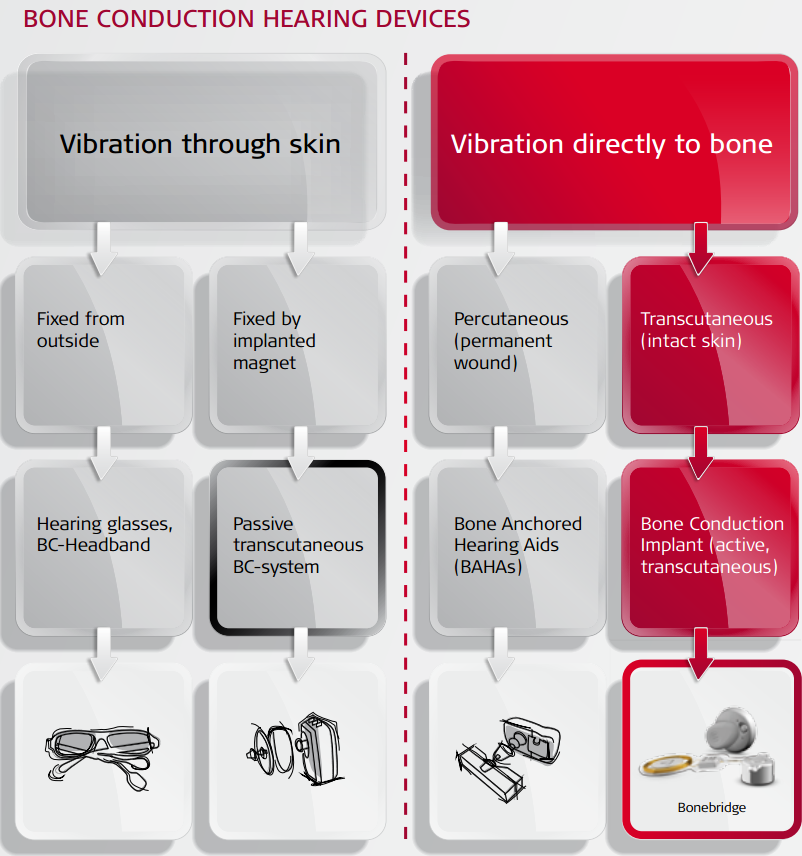 BONE CONDUCTION HEARING DEVICES
Vibration through skin
Vibration directly to bone
Fixed from
outside
Fixed by
implanted
magnet
Percutaneous
(permanent
wound)
Transcutaneous
(intact skin)
Hearing glasses,
BC-Headband
Passive
transcutaneous
BC-system
Bone Anchored
Hearing Aids
(BAHAs)
Bone Conduction
Implant (active,
transcutaneous)
Bonebridge